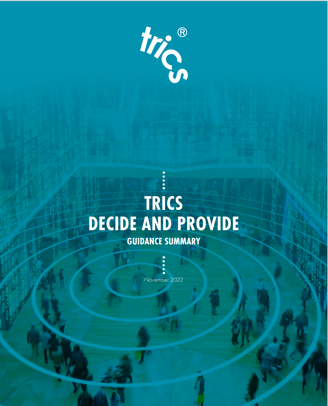 trics®
TRICS
DECIDE AND PROVIDE
GUIDANCE SUMMARY
November 2022